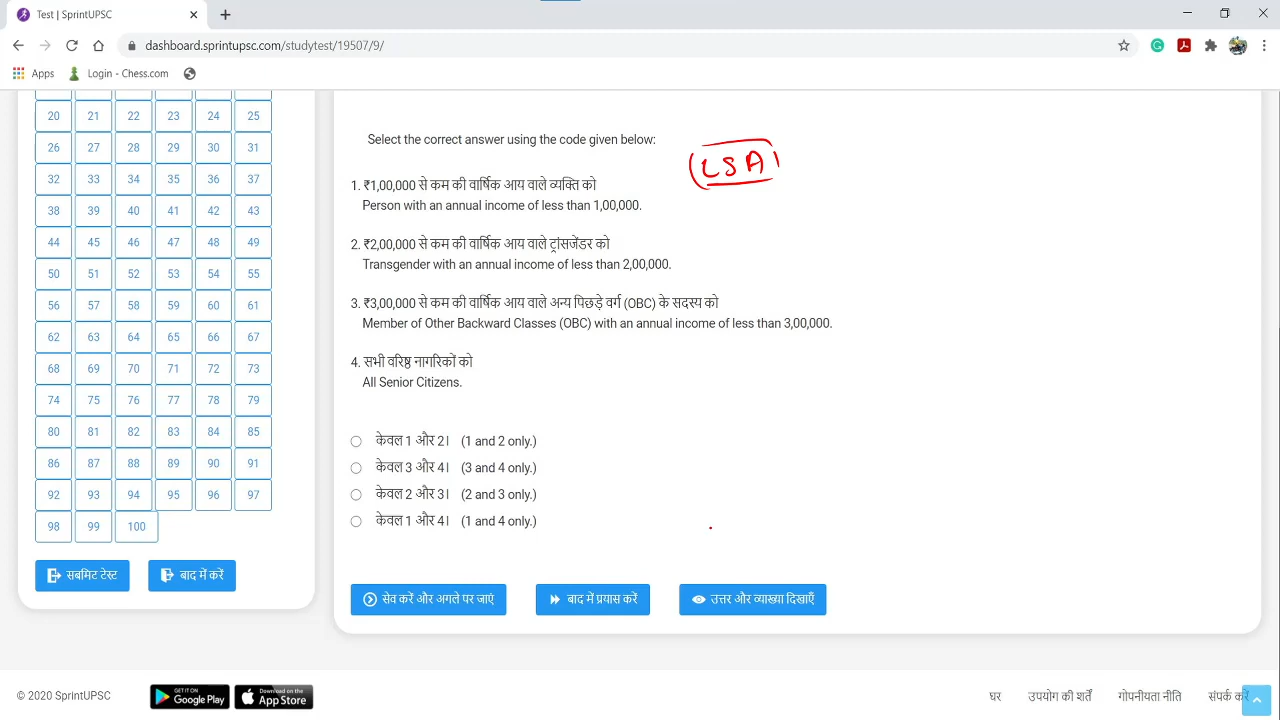 Test | SprintUPSC
dashboard.sprintupsc.com/studytest/19507/9/
Apps Login - Chess.com
20 21 22 23 24 25
26 27 28 29 30 31
32 33 34 35 36 37
38 39 40 41 42 43
44 45 46 47 48 49
50 51 52 53 54 55
56 57 58 59 60 61
62 63 64 65 66 67
68 69 70 71 72 73
74 75 76 77 78 79
80 81 82 83 84 85
86 87 88 89 90 91
92 93 94 95 96 97
98 99 100
सबमिट टेस्ट बाद में करें
Select the correct answer using the code given below:
LSA
1. ₹1,00,000 से कम की वार्षिक आय वाले व्यक्ति को
Person with an annual income of less than 1,00,000.
2. ₹2,00,000 से कम की वार्षिक आय वाले ट्रांसजेंडर को
Transgender with an annual income of less than 2,00,000.
3. ₹3,00,000 से कम की वार्षिक आय वाले अन्य पिछड़े वर्ग (OBC) के सदस्य को
Member of Other Backward Classes (OBC) with an annual income of less than 3,00,000.
4. सभी वरिष्ठ नागरिकों को
All Senior Citizens.
केवल 1 और 2। (1 and 2 only.)
केवल 3 और 4। (3 and 4 only.)
केवल 2 और 3। (2 and 3 only.)
केवल 1 और 4। (1 and 4 only.)
सेव करें और अगले पर जाएं बाद में प्रयास करें उत्तर और व्याख्या दिखाएँ
© 2020 SprintUPSC GET IT ON Google Play Download on the App Store घर उपयोग की शर्तें गोपनीयता नीति संपर्क करें